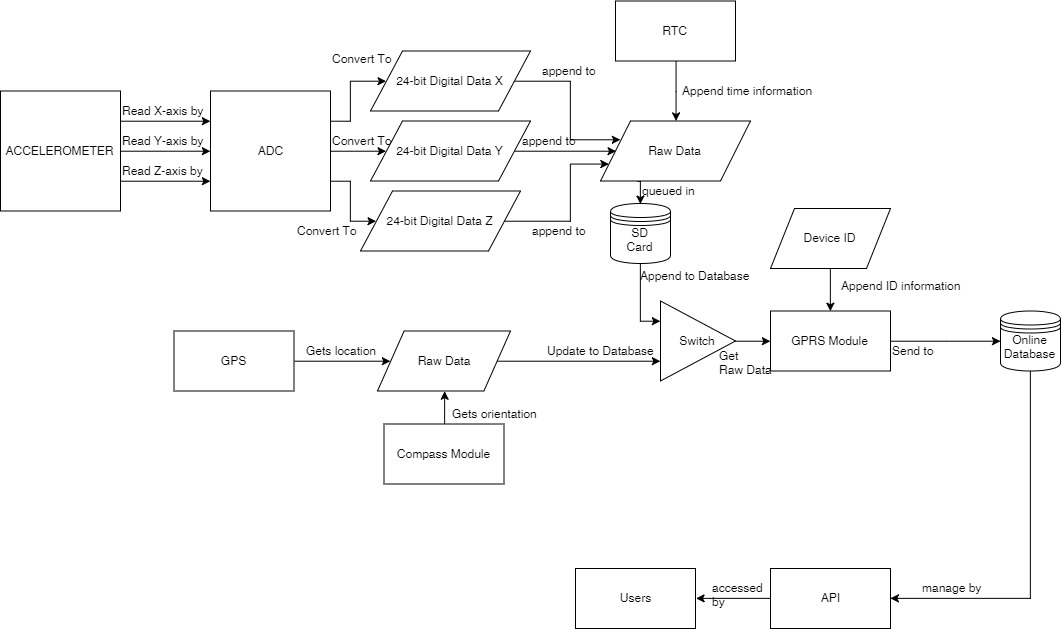 RTC
Convert To
24-bit Digital Data X
append to
Append time information
ACCELEROMETER
Read X-axis by
Read Y-axis by
Read Z-axis by
ADC
Convert To
24-bit Digital Data Y
append to
Raw Data
Convert To
24-bit Digital Data Z
append to
queued in
SD
Card
Append to Database
Device ID
Append ID information
GPS
Gets location
Raw Data
Update to Database
Switch
Get
Raw Data
GPRS Module
Send to
Online
Database
Gets orientation
Compass Module
Users
accessed
by
API
manage by